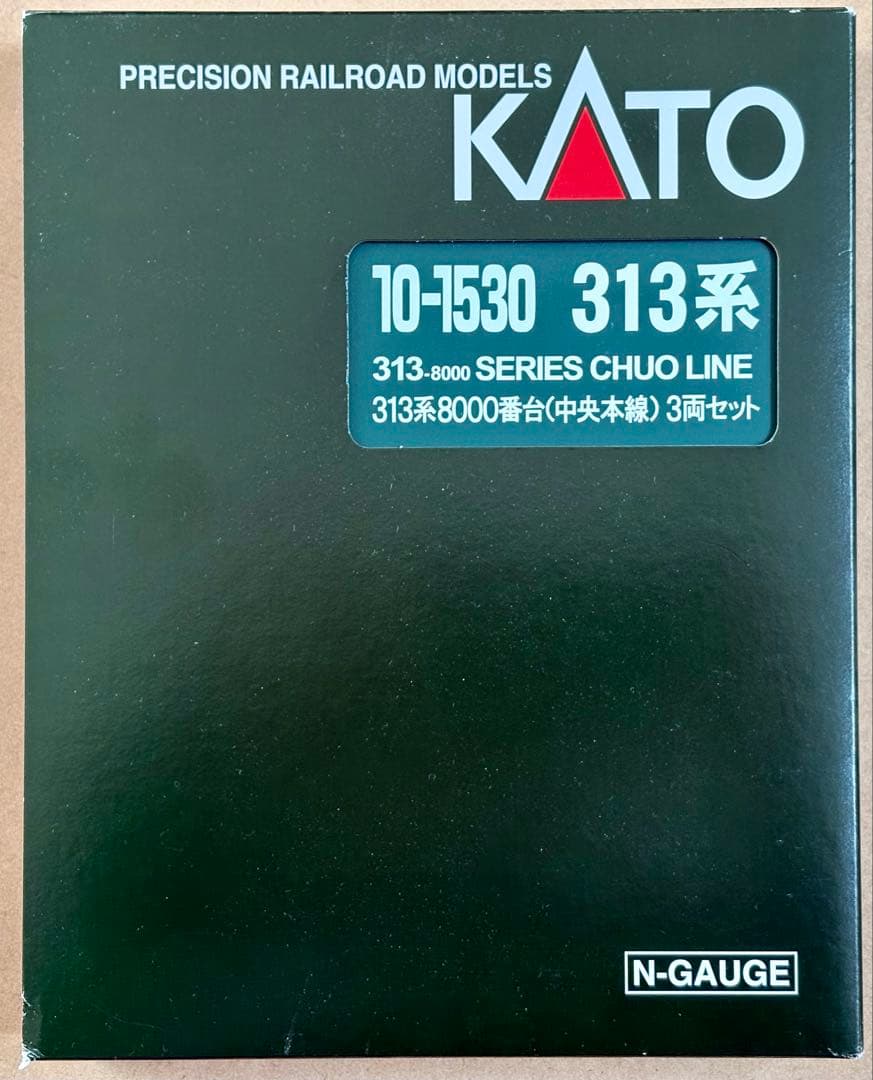 PRECISION RAILROAD MODELS
KATO
10-1530 313系
313-8000 SERIES CHUO LINE
313系8000番台(中央本線) 3両セット
N-GAUGE